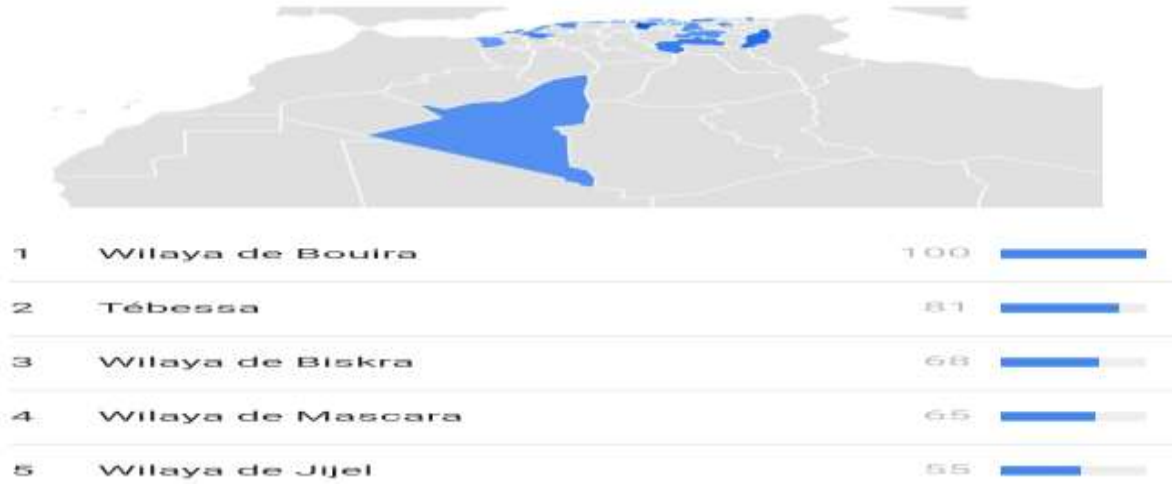 1 Wilaya de Bouira 100
2 Tébessa 81
3 Wilaya de Biskra 68
4 Wilaya de Mascara 65
5 Wilaya de Jijel 55